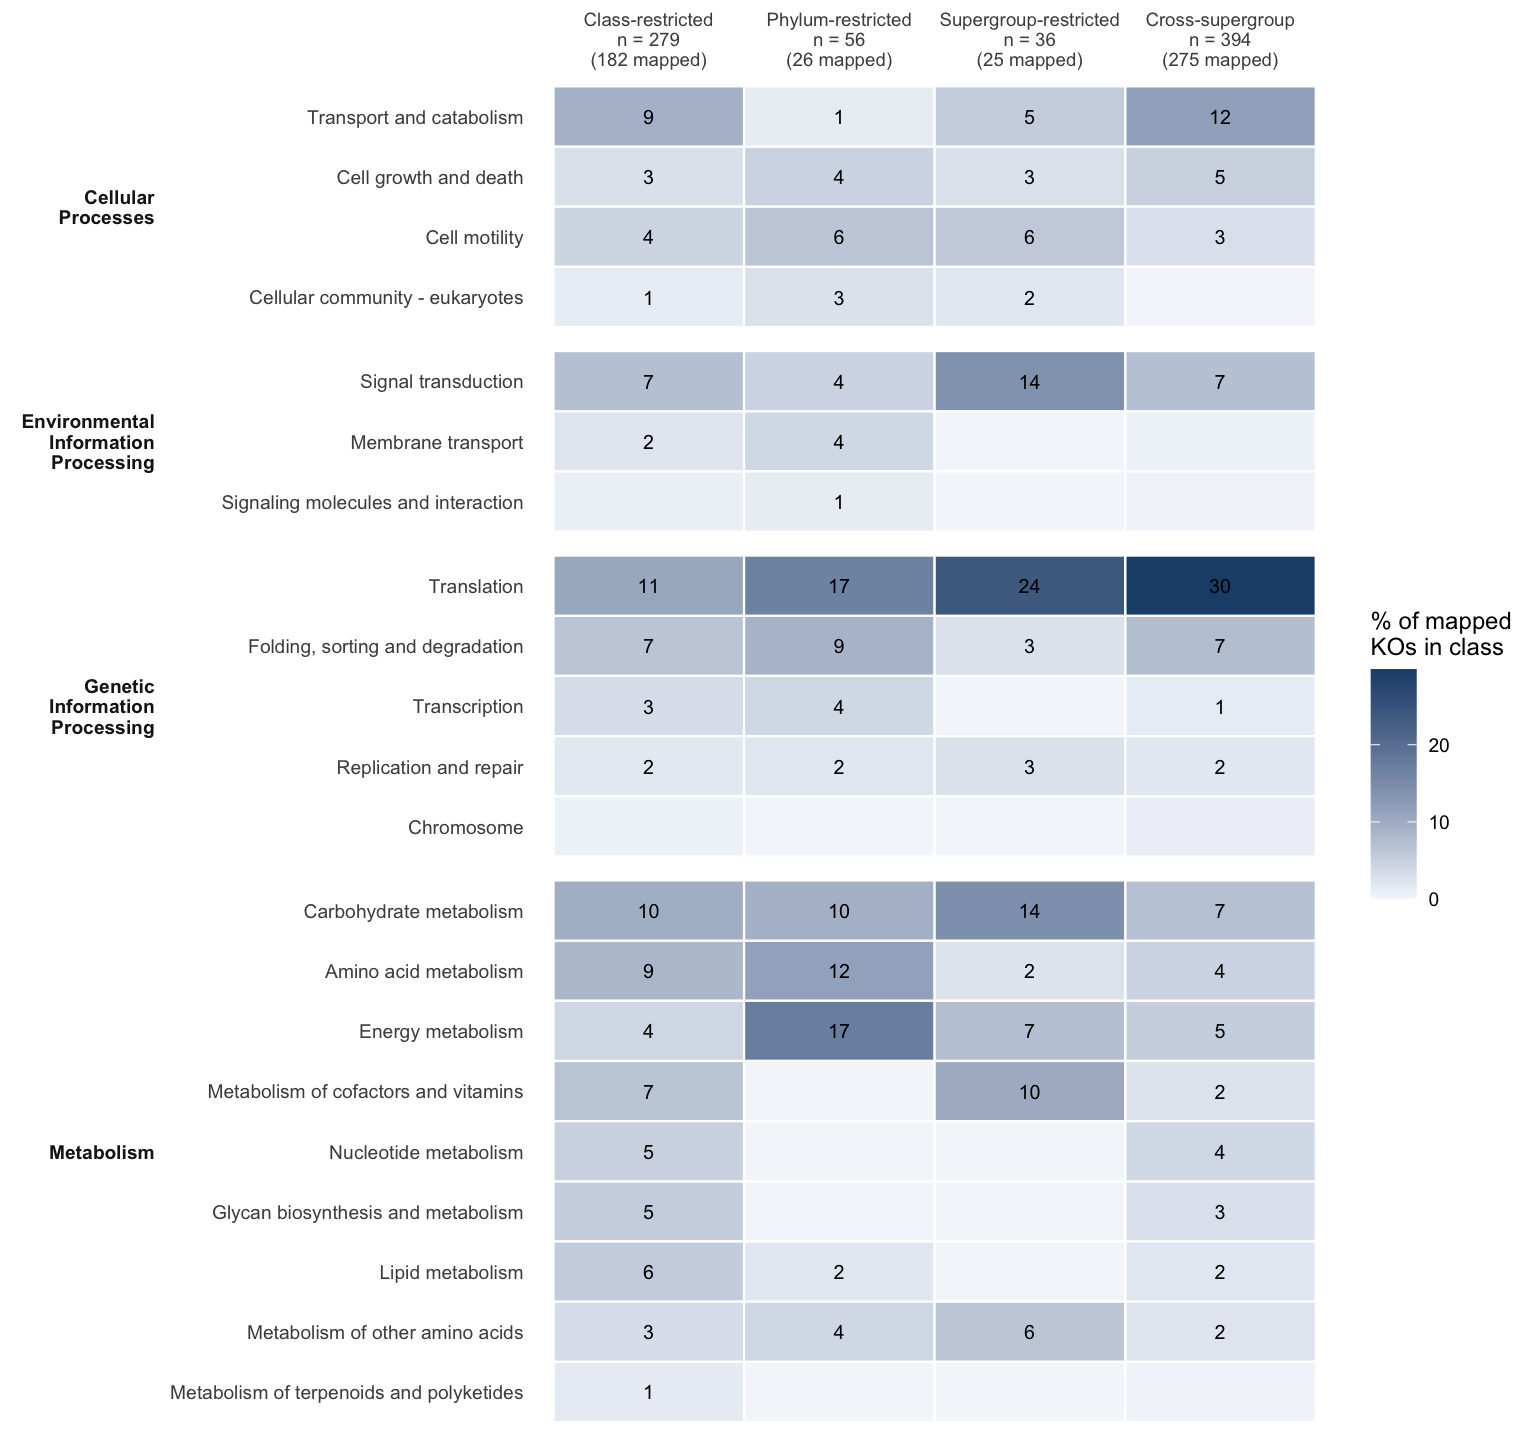 Class-restricted
n = 279
(182 mapped)
Phylum-restricted
n = 56
(26 mapped)
Supergroup-restricted
n = 36
(25 mapped)
Cross-supergroup
n = 394
(275 mapped)
Cellular
Processes
Transport and catabolism 9 1 5 12
Cell growth and death 3 4 3 5
Cell motility 4 6 6 3
Cellular community - eukaryotes 1 3 2
Environmental
Information
Processing
Signal transduction 7 4 14 7
Membrane transport 2 4
Signaling molecules and interaction 1
Genetic
Information
Processing
Translation 11 17 24 30
Folding, sorting and degradation 7 9 3 7
Transcription 3 4 1
Replication and repair 2 2 3 2
Chromosome
Metabolism
Carbohydrate metabolism 10 10 14 7
Amino acid metabolism 9 12 2 4
Energy metabolism 4 17 7 5
Metabolism of cofactors and vitamins 7 10 2
Nucleotide metabolism 5 4
Glycan biosynthesis and metabolism 5 3
Lipid metabolism 6 2 2
Metabolism of other amino acids 3 4 6 2
Metabolism of terpenoids and polyketides 1
% of mapped
KOs in class
20
10
0